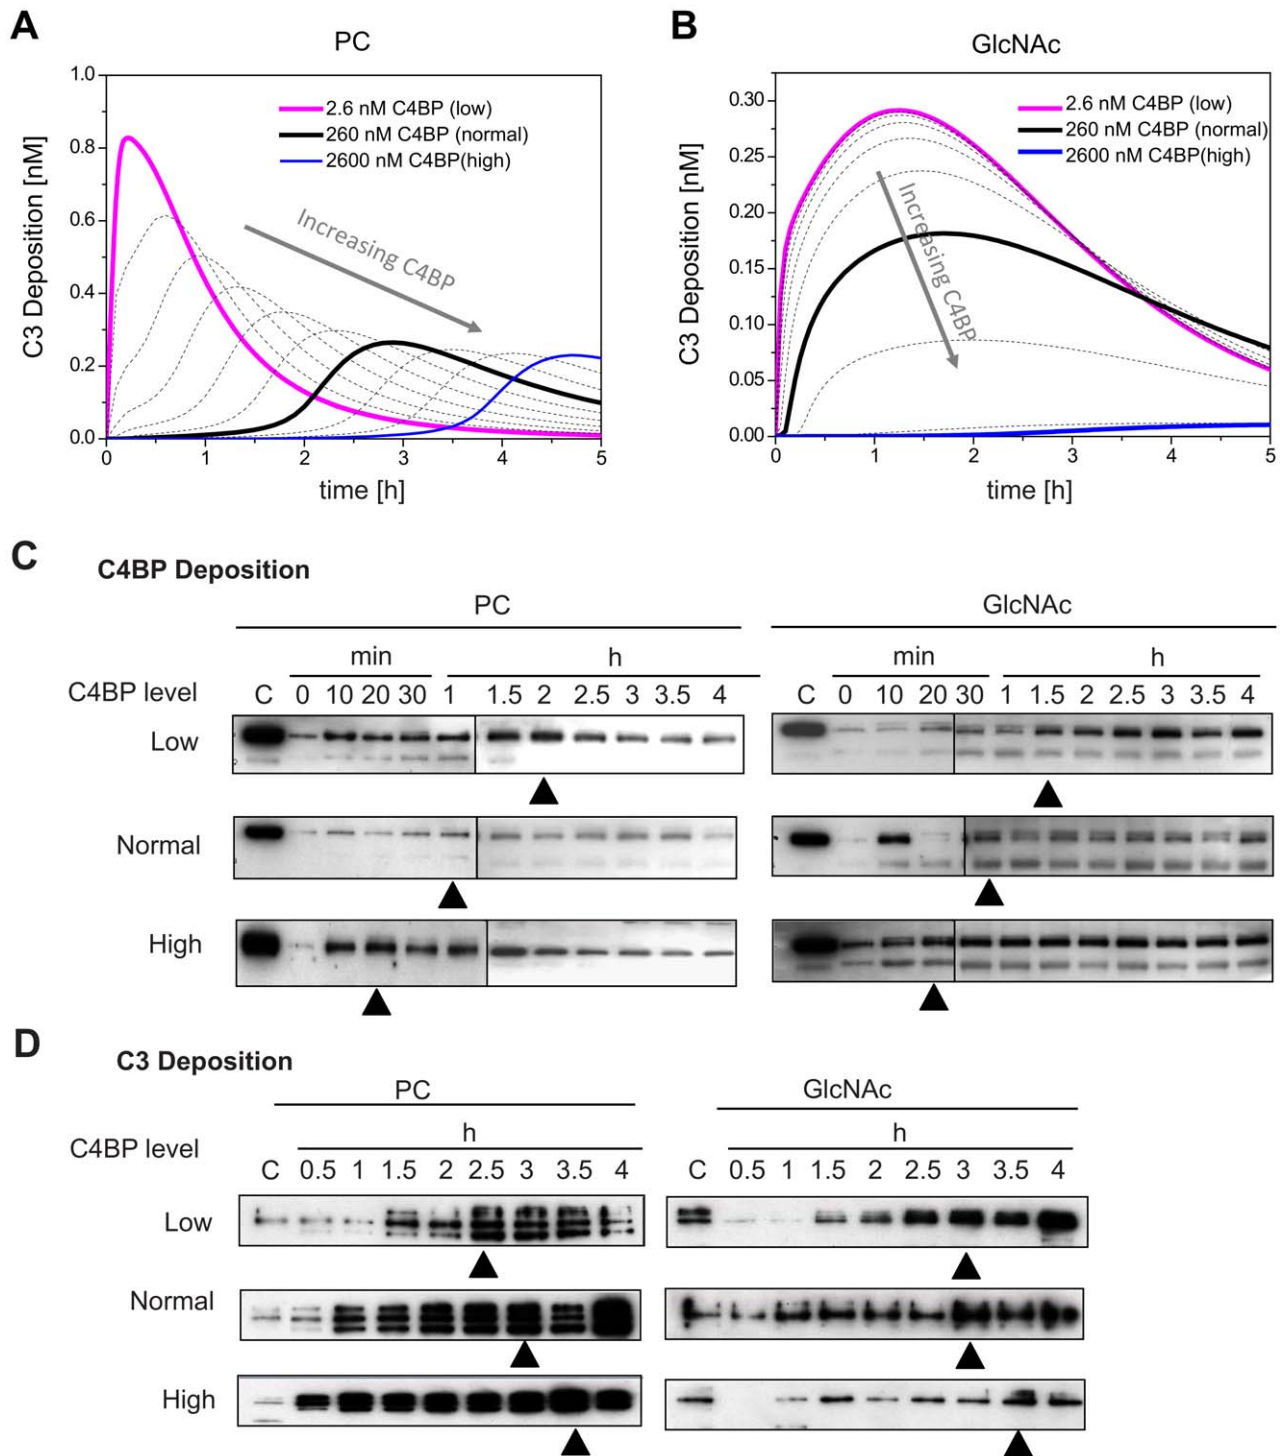 A
PC
C3 Deposition [nM]
1.0
0.8
0.6
0.4
0.2
0.0
2.6 nM C4BP (low)
260 nM C4BP (normal)
2600 nM C4BP(high)
Increasing C4BP
0 1 2 3 4 5
time [h]
B
GlcNAc
C3 Deposition [nM]
0.30
0.25
0.20
0.15
0.10
0.05
0.00
2.6 nM C4BP (low)
260 nM C4BP (normal)
2600 nM C4BP(high)
Increasing C4BP
0 1 2 3 4 5
time [h]
C
C4BP Deposition
PC GlcNAc
min h min h
C4BP level C 0 10 20 30 1 1.5 2 2.5 3 3.5 4 C 0 10 20 30 1 1.5 2 2.5 3 3.5 4
Low
Normal
High
D
C3 Deposition
PC GlcNAc
h h
C4BP level
C 0.5 1 1.5 2 2.5 3 3.5 4 C 0.5 1 1.5 2 2.5 3 3.5 4
Low
Normal
High